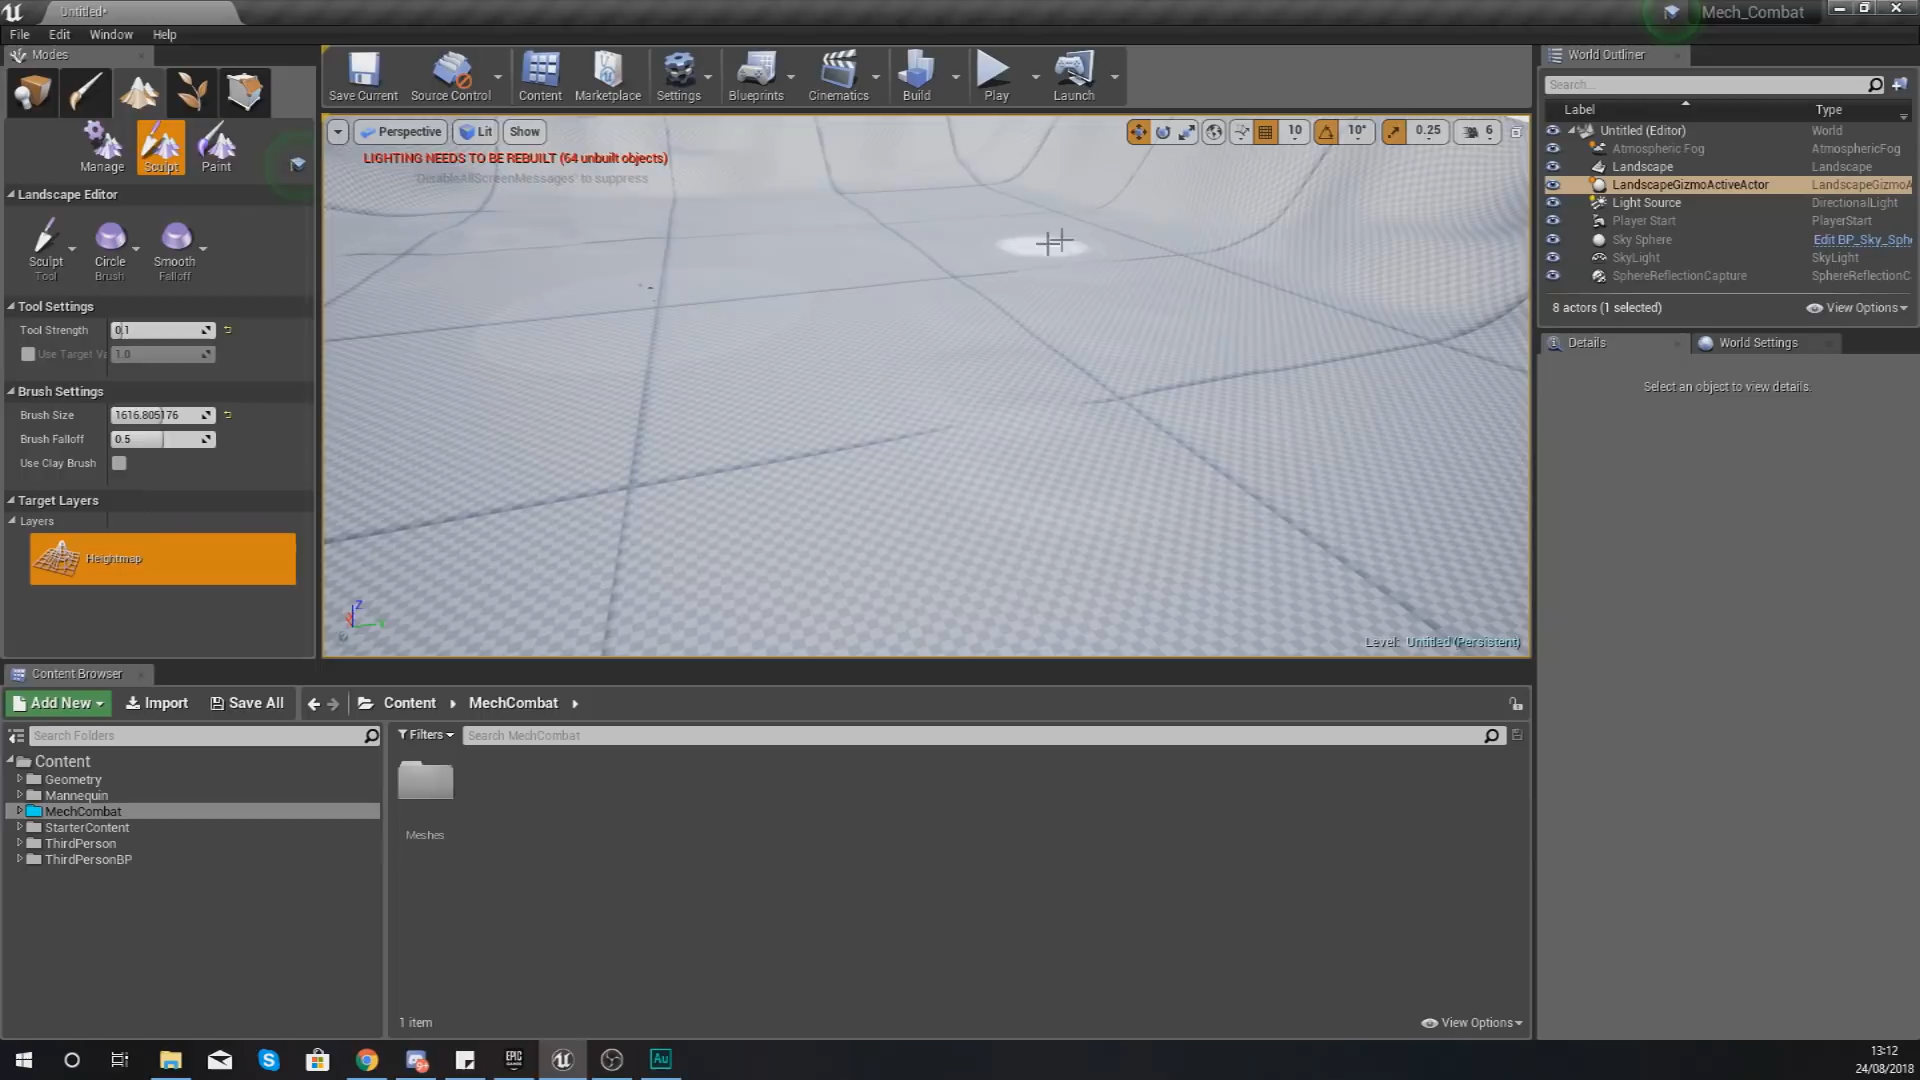 Untitled*
Mech_Combat
File Edit Window Help
Modes
Manage Sculpt Paint
Landscape Editor
Sculpt Circle Smooth
Tool Brush Falloff
Tool Settings
Tool Strength 0.1
Use Target Va 1.0
Brush Settings
Brush Size 1616.805176
Brush Falloff 0.5
Use Clay Brush
Target Layers
Layers
Heightmap
Save Current Source Control Content Marketplace Settings Blueprints Cinematics Build Play Launch
Perspective Lit Show
10 10° 0.25 6
LIGHTING NEEDS TO BE REBUILT (64 unbuilt objects)
'DisableAllScreenMessages' to suppress
Z
Level: Untitled (Persistent)
World Outliner
Search...
Label Type
Untitled (Editor) World
Atmospheric Fog AtmosphericFog
Landscape Landscape
LandscapeGizmoActiveActor LandscapeGizmoA
Light Source DirectionalLight
Player Start PlayerStart
Sky Sphere Edit BP_Sky_Sphe
SkyLight SkyLight
SphereReflectionCapture SphereReflectionC
8 actors (1 selected) View Options
Details World Settings
Select an object to view details.
Content Browser
Add New Import Save All Content MechCombat
Search Folders
Filters Search MechCombat
Content
Geometry
Mannequin
MechCombat
StarterContent
ThirdPerson
ThirdPersonBP
Meshes
1 item View Options
EPIC GAMES
Au
13:12
24/08/2018